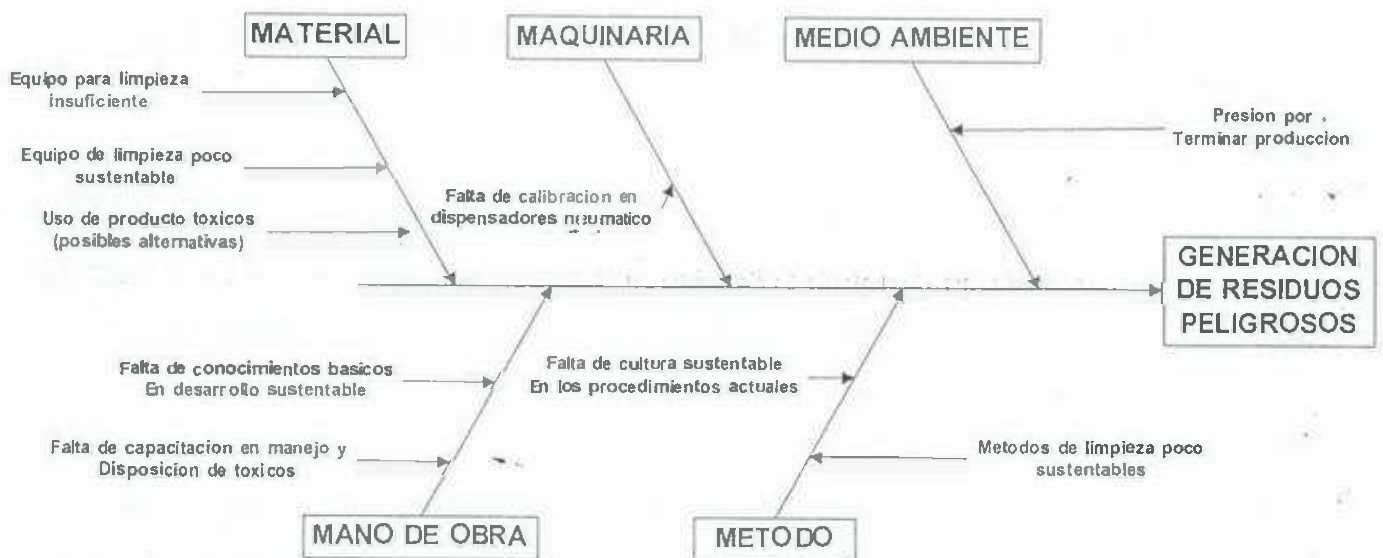 MATERIAL
MAQUINARIA
MEDIO AMBIENTE
Equipo para limpieza
insuficiente
Equipo de limpieza poco
sustentable
Uso de producto toxicos
(posibles alternativas)
Falta de calibracion en
dispensadores neumatico
Presion por
Terminar produccion
GENERACION
DE RESIDUOS
PELIGROSOS
Falta de conocimientos basicos
En desarrollo sustentable
Falta de capacitacion en manejo y
Disposicion de toxicos
Falta de cultura sustentable
En los procedimientos actuales
Metodos de limpieza poco
sustentables
MANO DE OBRA
METODO